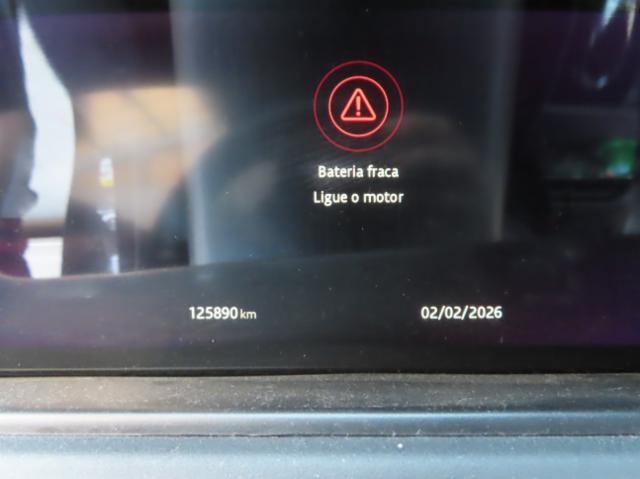 Bateria fraca
Ligue o motor
125890 km
02/02/2026